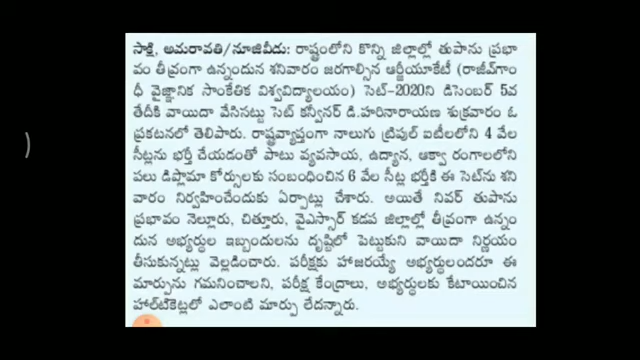 సాక్షి, అమరావతి/నూజివీడు: రాష్ట్రంలోని కొన్ని జిల్లాల్లో తుపాను ప్రభా
వం తీవ్రంగా ఉన్నందున శనివారం జరగాల్సిన ఆర్జీయూకేటీ (రాజీవ్‌గాం
ధీ వైజ్ఞానిక సాంకేతిక విశ్వవిద్యాలయం) సెట్-2020ని డిసెంబర్ 5వ
తేదీకి వాయిదా వేసినట్టు సెట్ కన్వీనర్ డి.హరినారాయణ శుక్రవారం ఓ
ప్రకటనలో తెలిపారు. రాష్ట్రవ్యాప్తంగా నాలుగు ట్రిపుల్ ఐటీలలోని 4 వేల
సీట్లను భర్తీ చేయడంతో పాటు వ్యవసాయ, ఉద్యాన, ఆక్వా రంగాలలోని
పలు డిప్లొమా కోర్సులకు సంబంధించిన 6 వేల సీట్ల భర్తీకి ఈ సెట్‌ను శని
వారం నిర్వహించేందుకు ఏర్పాట్లు చేశారు. అయితే నివర్ తుపాను
ప్రభావం నెల్లూరు, చిత్తూరు, వైఎస్సార్ కడప జిల్లాల్లో తీవ్రంగా ఉన్నం
దున అభ్యర్థుల ఇబ్బందులను దృష్టిలో పెట్టుకుని వాయిదా నిర్ణయం
తీసుకున్నట్లు వెల్లడించారు. పరీక్షకు హాజరయ్యే అభ్యర్థులందరూ ఈ
మార్పును గమనించాలని, పరీక్ష కేంద్రాలు, అభ్యర్థులకు కేటాయించిన
హాల్‌టికెట్లలో ఎలాంటి మార్పు లేదన్నారు.